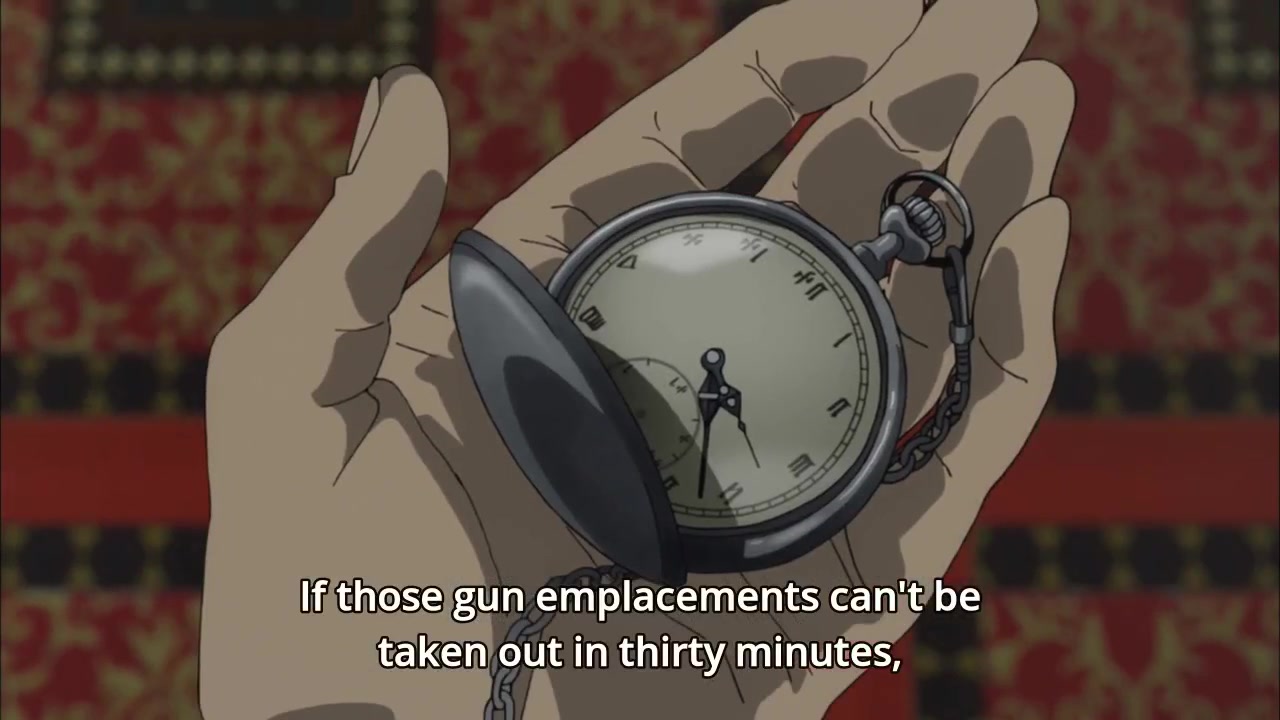 If those gun emplacements can't be
taken out in thirty minutes,